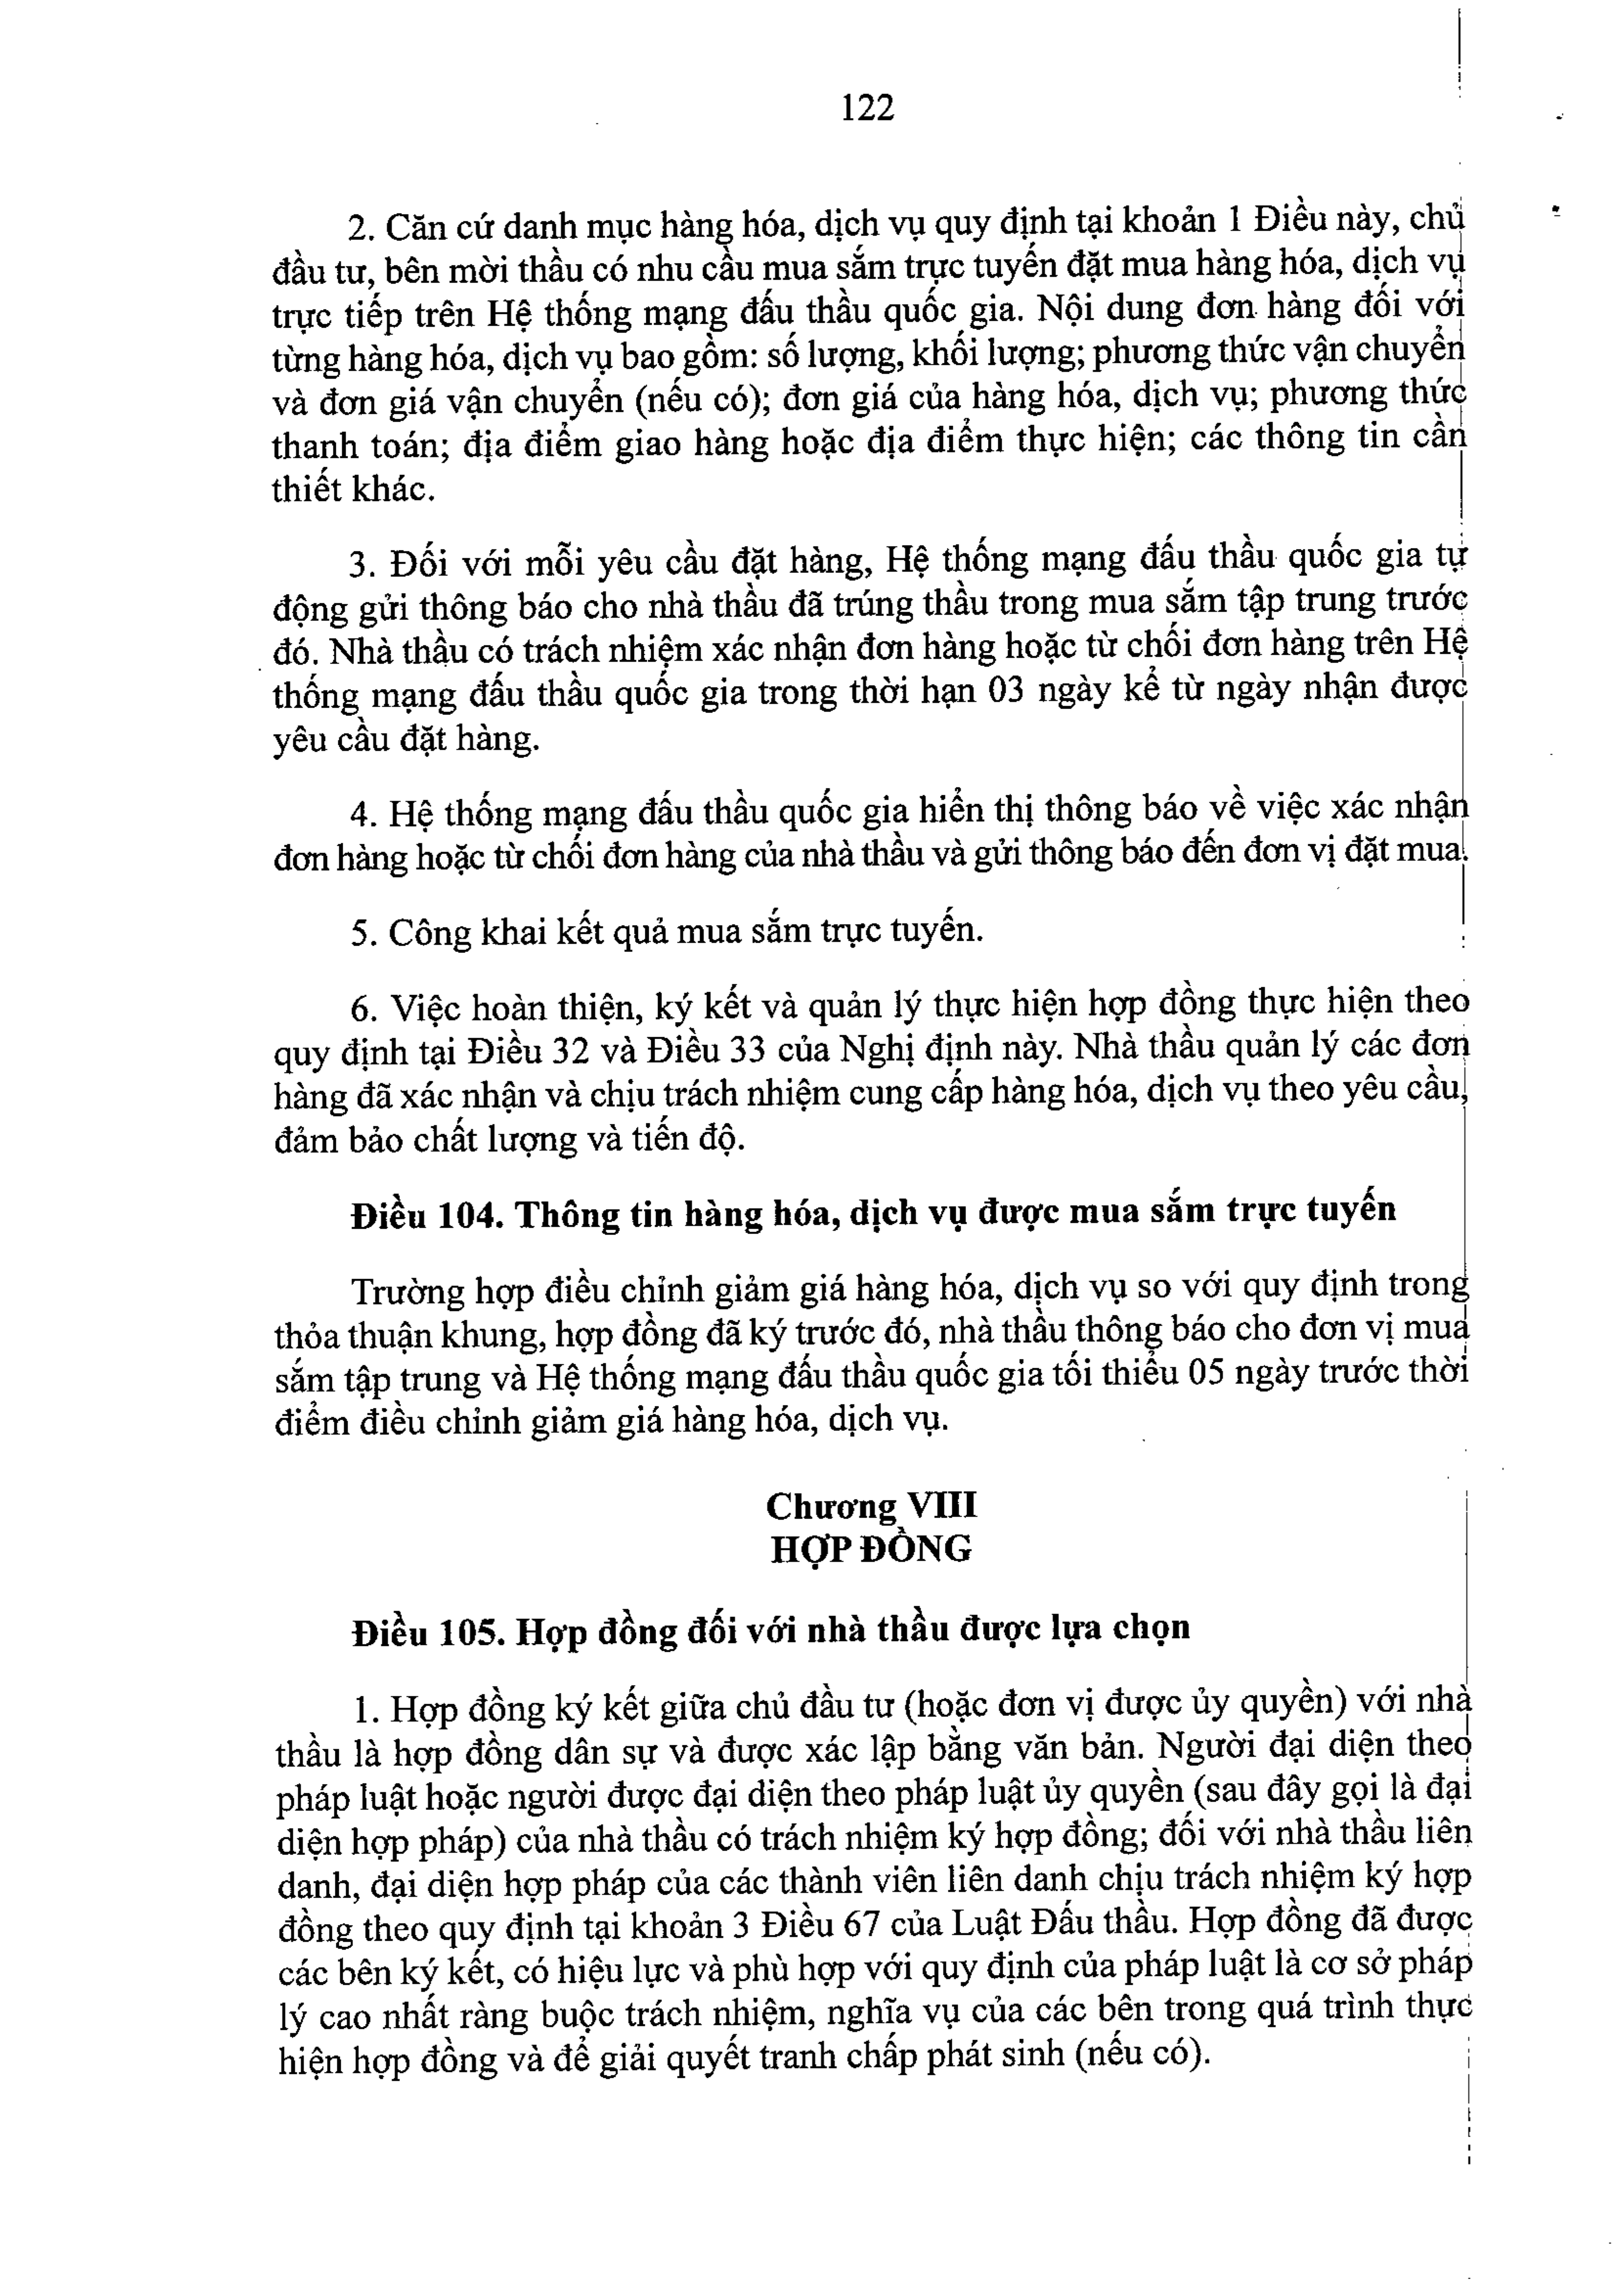 122
2. Căn cứ danh mục hàng hóa, dịch vụ quy định tại khoản 1 Điều này, chủ
đầu tư, bên mời thầu có nhu cầu mua sắm trực tuyến đặt mua hàng hóa, dịch vụ
trực tiếp trên Hệ thống mạng đấu thầu quốc gia. Nội dung đơn hàng đối với
từng hàng hóa, dịch vụ bao gồm: số lượng, khối lượng; phương thức vận chuyển
và đơn giá vận chuyển (nếu có); đơn giá của hàng hóa, dịch vụ; phương thức
thanh toán; địa điểm giao hàng hoặc địa điểm thực hiện; các thông tin cần
thiết khác.
3. Đối với mỗi yêu cầu đặt hàng, Hệ thống mạng đấu thầu quốc gia tự
động gửi thông báo cho nhà thầu đã trúng thầu trong mua sắm tập trung trước
đó. Nhà thầu có trách nhiệm xác nhận đơn hàng hoặc từ chối đơn hàng trên Hệ
thống mạng đấu thầu quốc gia trong thời hạn 03 ngày kể từ ngày nhận được
yêu cầu đặt hàng.
4. Hệ thống mạng đấu thầu quốc gia hiển thị thông báo về việc xác nhận
đơn hàng hoặc từ chối đơn hàng của nhà thầu và gửi thông báo đến đơn vị đặt mua.
5. Công khai kết quả mua sắm trực tuyến.
6. Việc hoàn thiện, ký kết và quản lý thực hiện hợp đồng thực hiện theo
quy định tại Điều 32 và Điều 33 của Nghị định này. Nhà thầu quản lý các đơn
hàng đã xác nhận và chịu trách nhiệm cung cấp hàng hóa, dịch vụ theo yêu cầu,
đảm bảo chất lượng và tiến độ.
Điều 104. Thông tin hàng hóa, dịch vụ được mua sắm trực tuyến
Trường hợp điều chỉnh giảm giá hàng hóa, dịch vụ so với quy định trong
thỏa thuận khung, hợp đồng đã ký trước đó, nhà thầu thông báo cho đơn vị mua
sắm tập trung và Hệ thống mạng đấu thầu quốc gia tối thiểu 05 ngày trước thời
điểm điều chỉnh giảm giá hàng hóa, dịch vụ.
Chương VIII
HỢP ĐỒNG
Điều 105. Hợp đồng đối với nhà thầu được lựa chọn
1. Hợp đồng ký kết giữa chủ đầu tư (hoặc đơn vị được ủy quyền) với nhà
thầu là hợp đồng dân sự và được xác lập bằng văn bản. Người đại diện theo
pháp luật hoặc người được đại diện theo pháp luật ủy quyền (sau đây gọi là đại
diện hợp pháp) của nhà thầu có trách nhiệm ký hợp đồng; đối với nhà thầu liên
danh, đại diện hợp pháp của các thành viên liên danh chịu trách nhiệm ký hợp
đồng theo quy định tại khoản 3 Điều 67 của Luật Đấu thầu. Hợp đồng đã được
các bên ký kết, có hiệu lực và phù hợp với quy định của pháp luật là cơ sở pháp
lý cao nhất ràng buộc trách nhiệm, nghĩa vụ của các bên trong quá trình thực
hiện hợp đồng và để giải quyết tranh chấp phát sinh (nếu có).